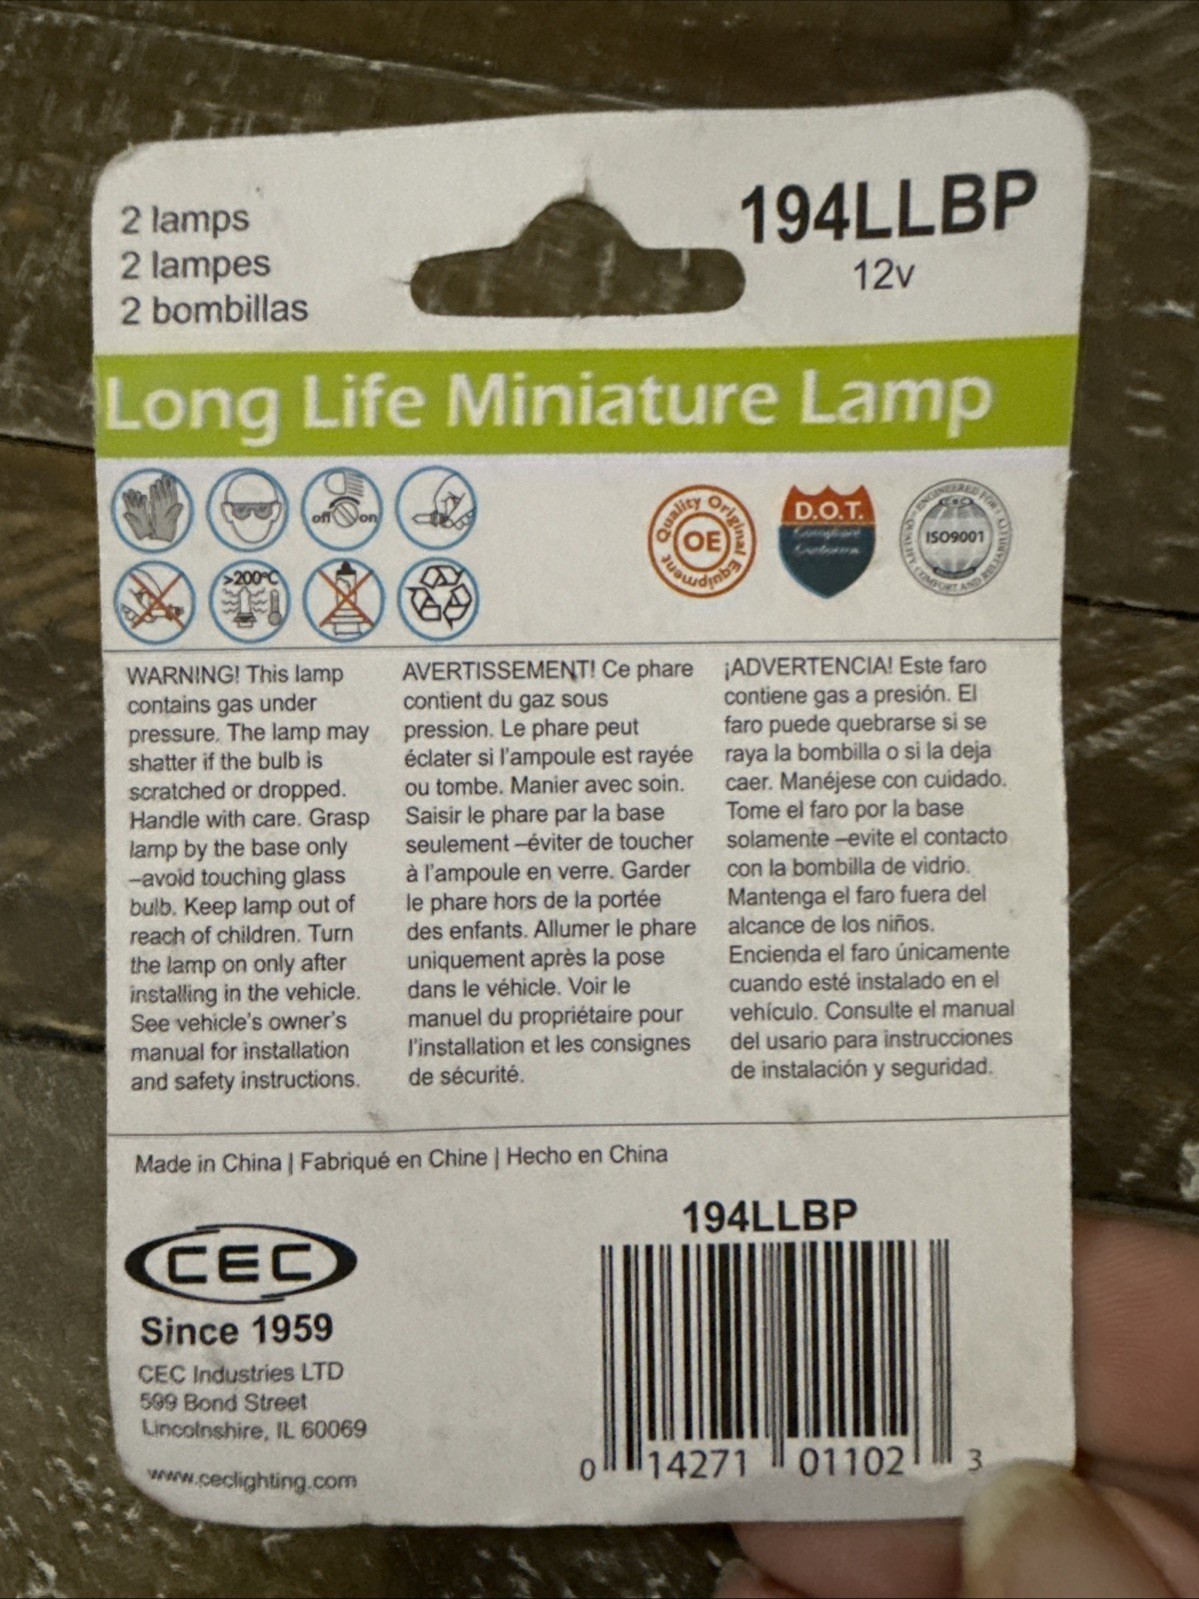 2 lamps
2 lampes
2 bombillas
194LLBP
12v
Long Life Miniature Lamp
off on
>200°C
Quality Original Equipment
OE
D.O.T.
Compliant
ENGINEERED FOR QUALITY, COMFORT AND RELIABILITY
CEC
ISO9001
WARNING! This lamp
contains gas under
pressure. The lamp may
shatter if the bulb is
scratched or dropped.
Handle with care. Grasp
lamp by the base only
–avoid touching glass
bulb. Keep lamp out of
reach of children. Turn
the lamp on only after
installing in the vehicle.
See vehicle's owner's
manual for installation
and safety instructions.
AVERTISSEMENT! Ce phare
contient du gaz sous
pression. Le phare peut
éclater si l'ampoule est rayée
ou tombe. Manier avec soin.
Saisir le phare par la base
seulement –éviter de toucher
à l'ampoule en verre. Garder
le phare hors de la portée
des enfants. Allumer le phare
uniquement après la pose
dans le véhicle. Voir le
manuel du propriétaire pour
l'installation et les consignes
de sécurité.
¡ADVERTENCIA! Este faro
contiene gas a presión. El
faro puede quebrarse si se
raya la bombilla o si la deja
caer. Manéjese con cuidado.
Tome el faro por la base
solamente –evite el contacto
con la bombilla de vidrio.
Mantenga el faro fuera del
alcance de los niños.
Encienda el faro únicamente
cuando esté instalado en el
vehículo. Consulte el manual
del usario para instrucciones
de instalación y seguridad.
Made in China | Fabriqué en Chine | Hecho en China
CEC
Since 1959
CEC Industries LTD
599 Bond Street
Lincolnshire, IL 60069
www.ceclighting.com
194LLBP
0 14271 01102 3